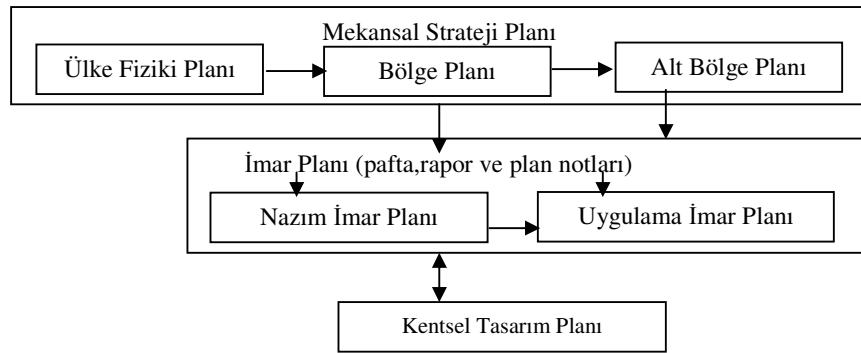 Mekansal Strateji Planı
Ülke Fiziki Planı
Bölge Planı
Alt Bölge Planı
İmar Planı (pafta,rapor ve plan notları)
Nazım İmar Planı
Uygulama İmar Planı
Kentsel Tasarım Planı